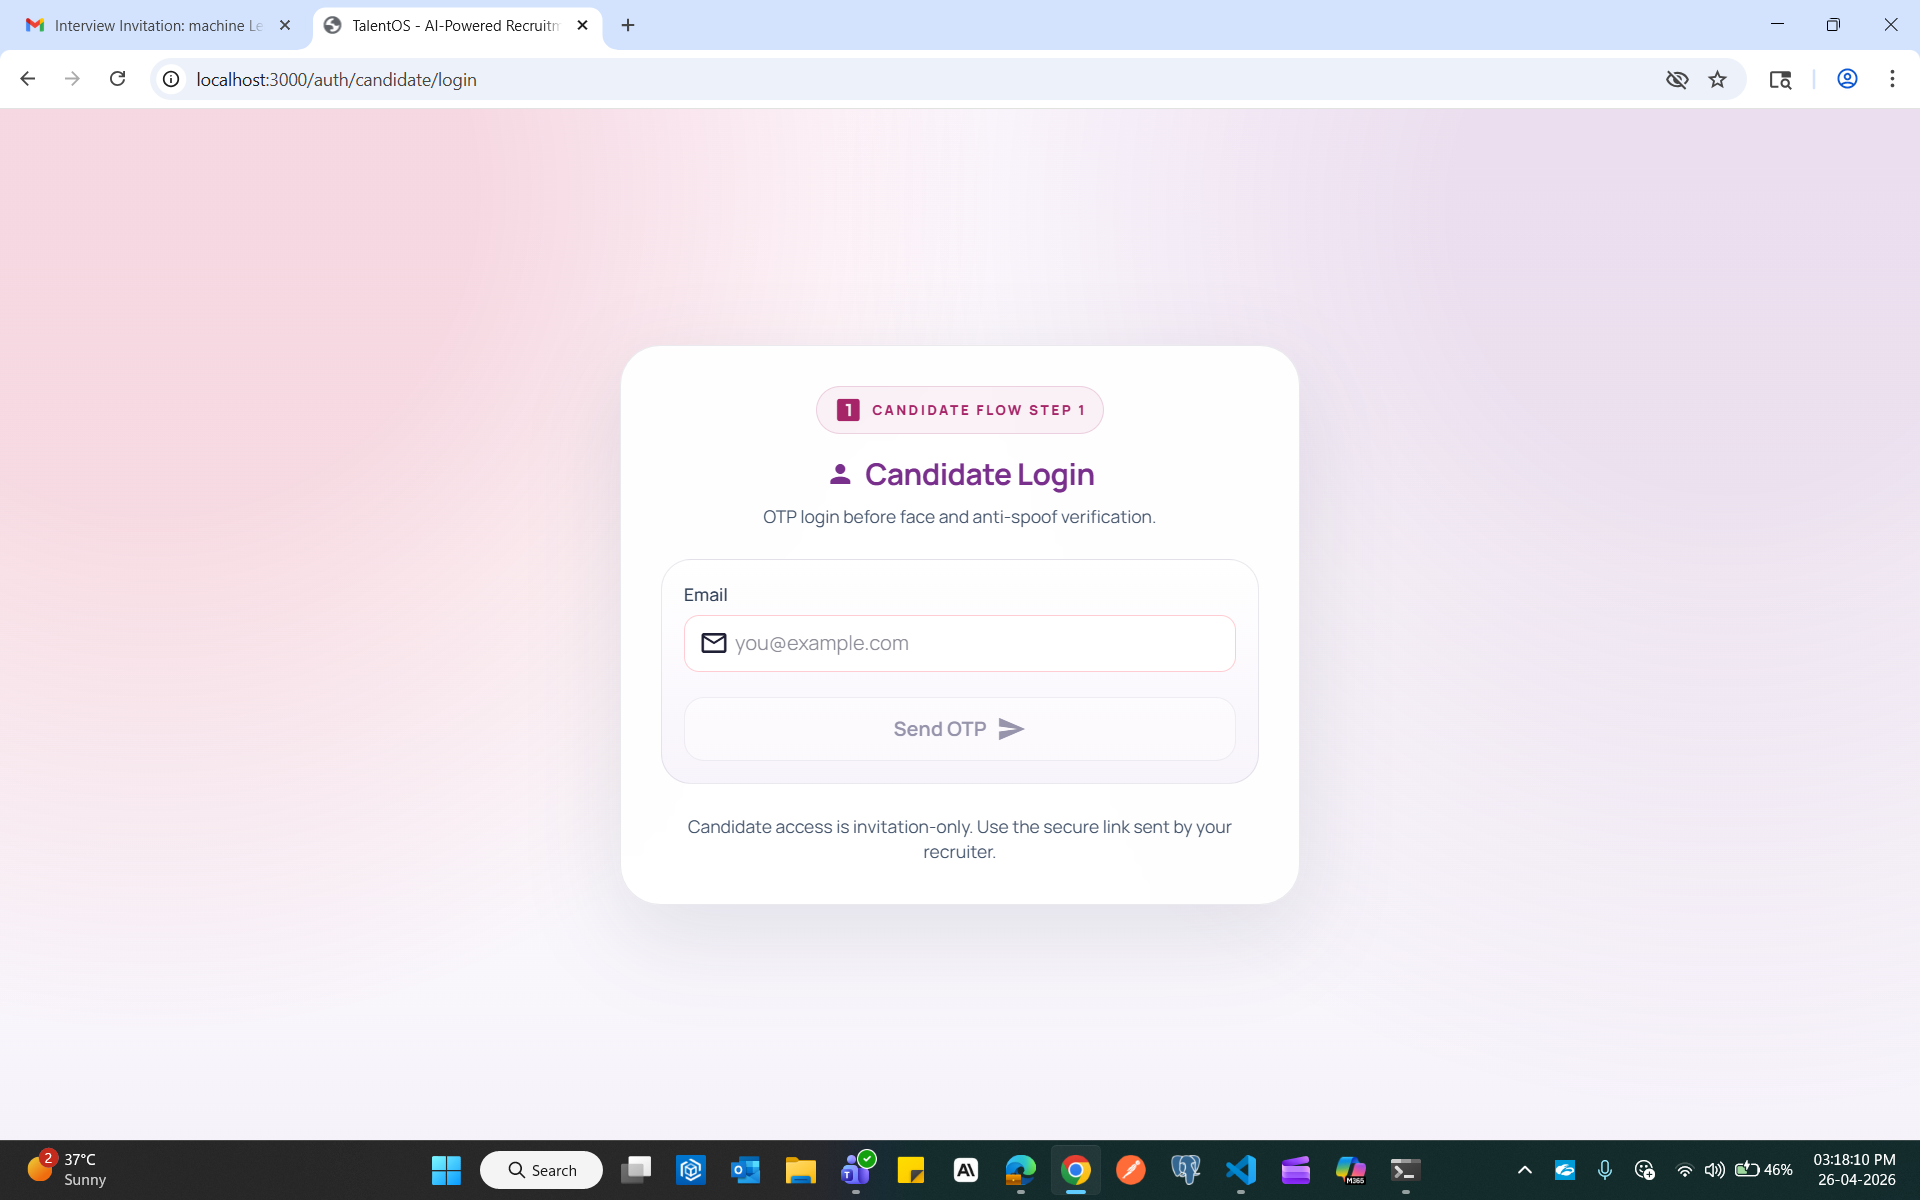 Interview Invitation: machine Le
TalentOS - AI-Powered Recruitm
localhost:3000/auth/candidate/login
1 CANDIDATE FLOW STEP 1
Candidate Login
OTP login before face and anti-spoof verification.
Email
you@example.com
Send OTP
Candidate access is invitation-only. Use the secure link sent by your
recruiter.
2
37°C
Sunny
Search
M365
46%
03:18:10 PM
26-04-2026